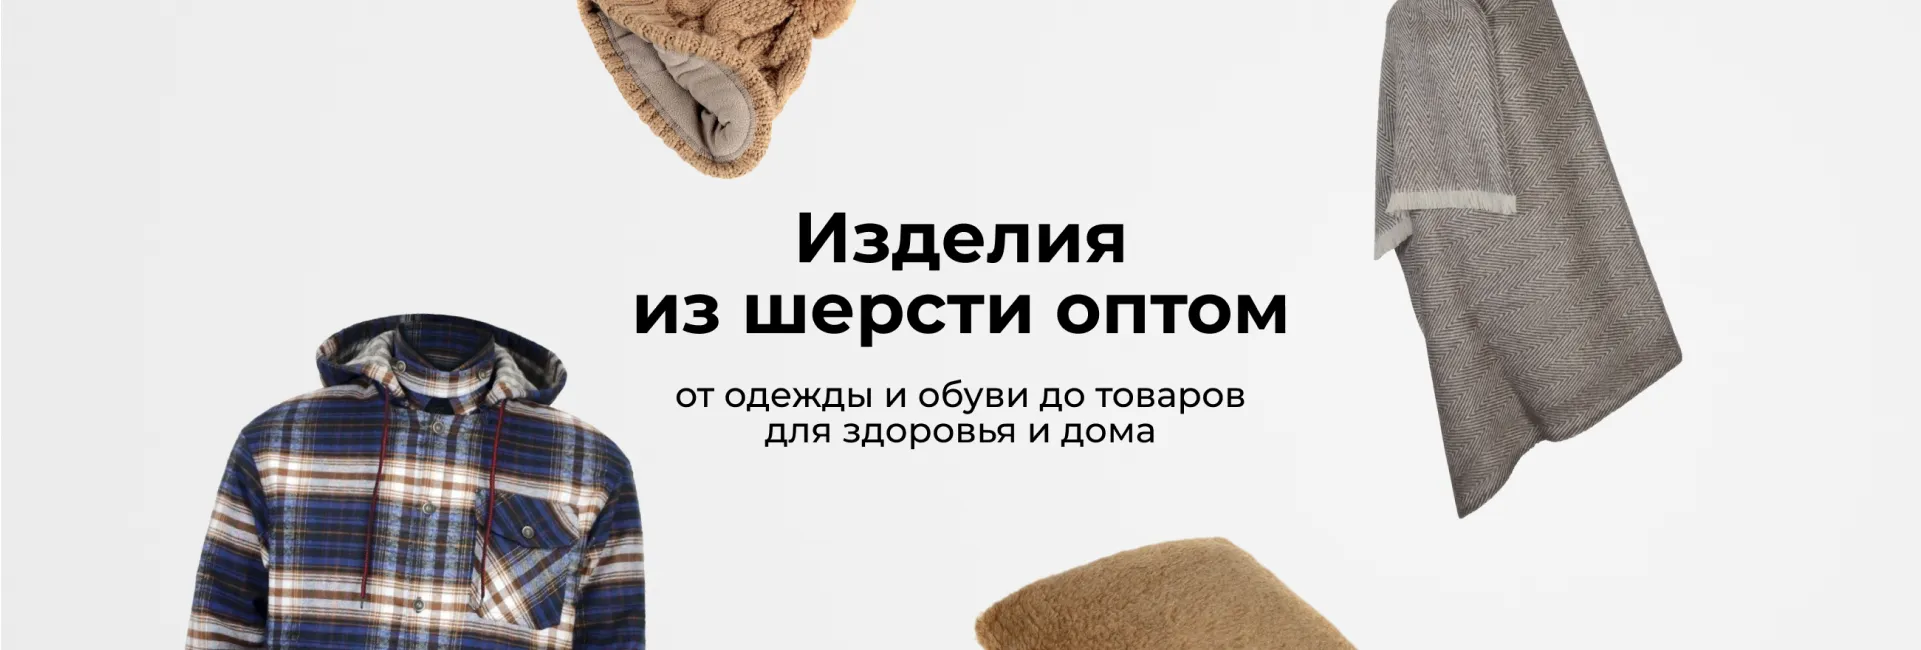 Изделия
из шерсти оптом
от одежды и обуви до товаров
для здоровья и дома